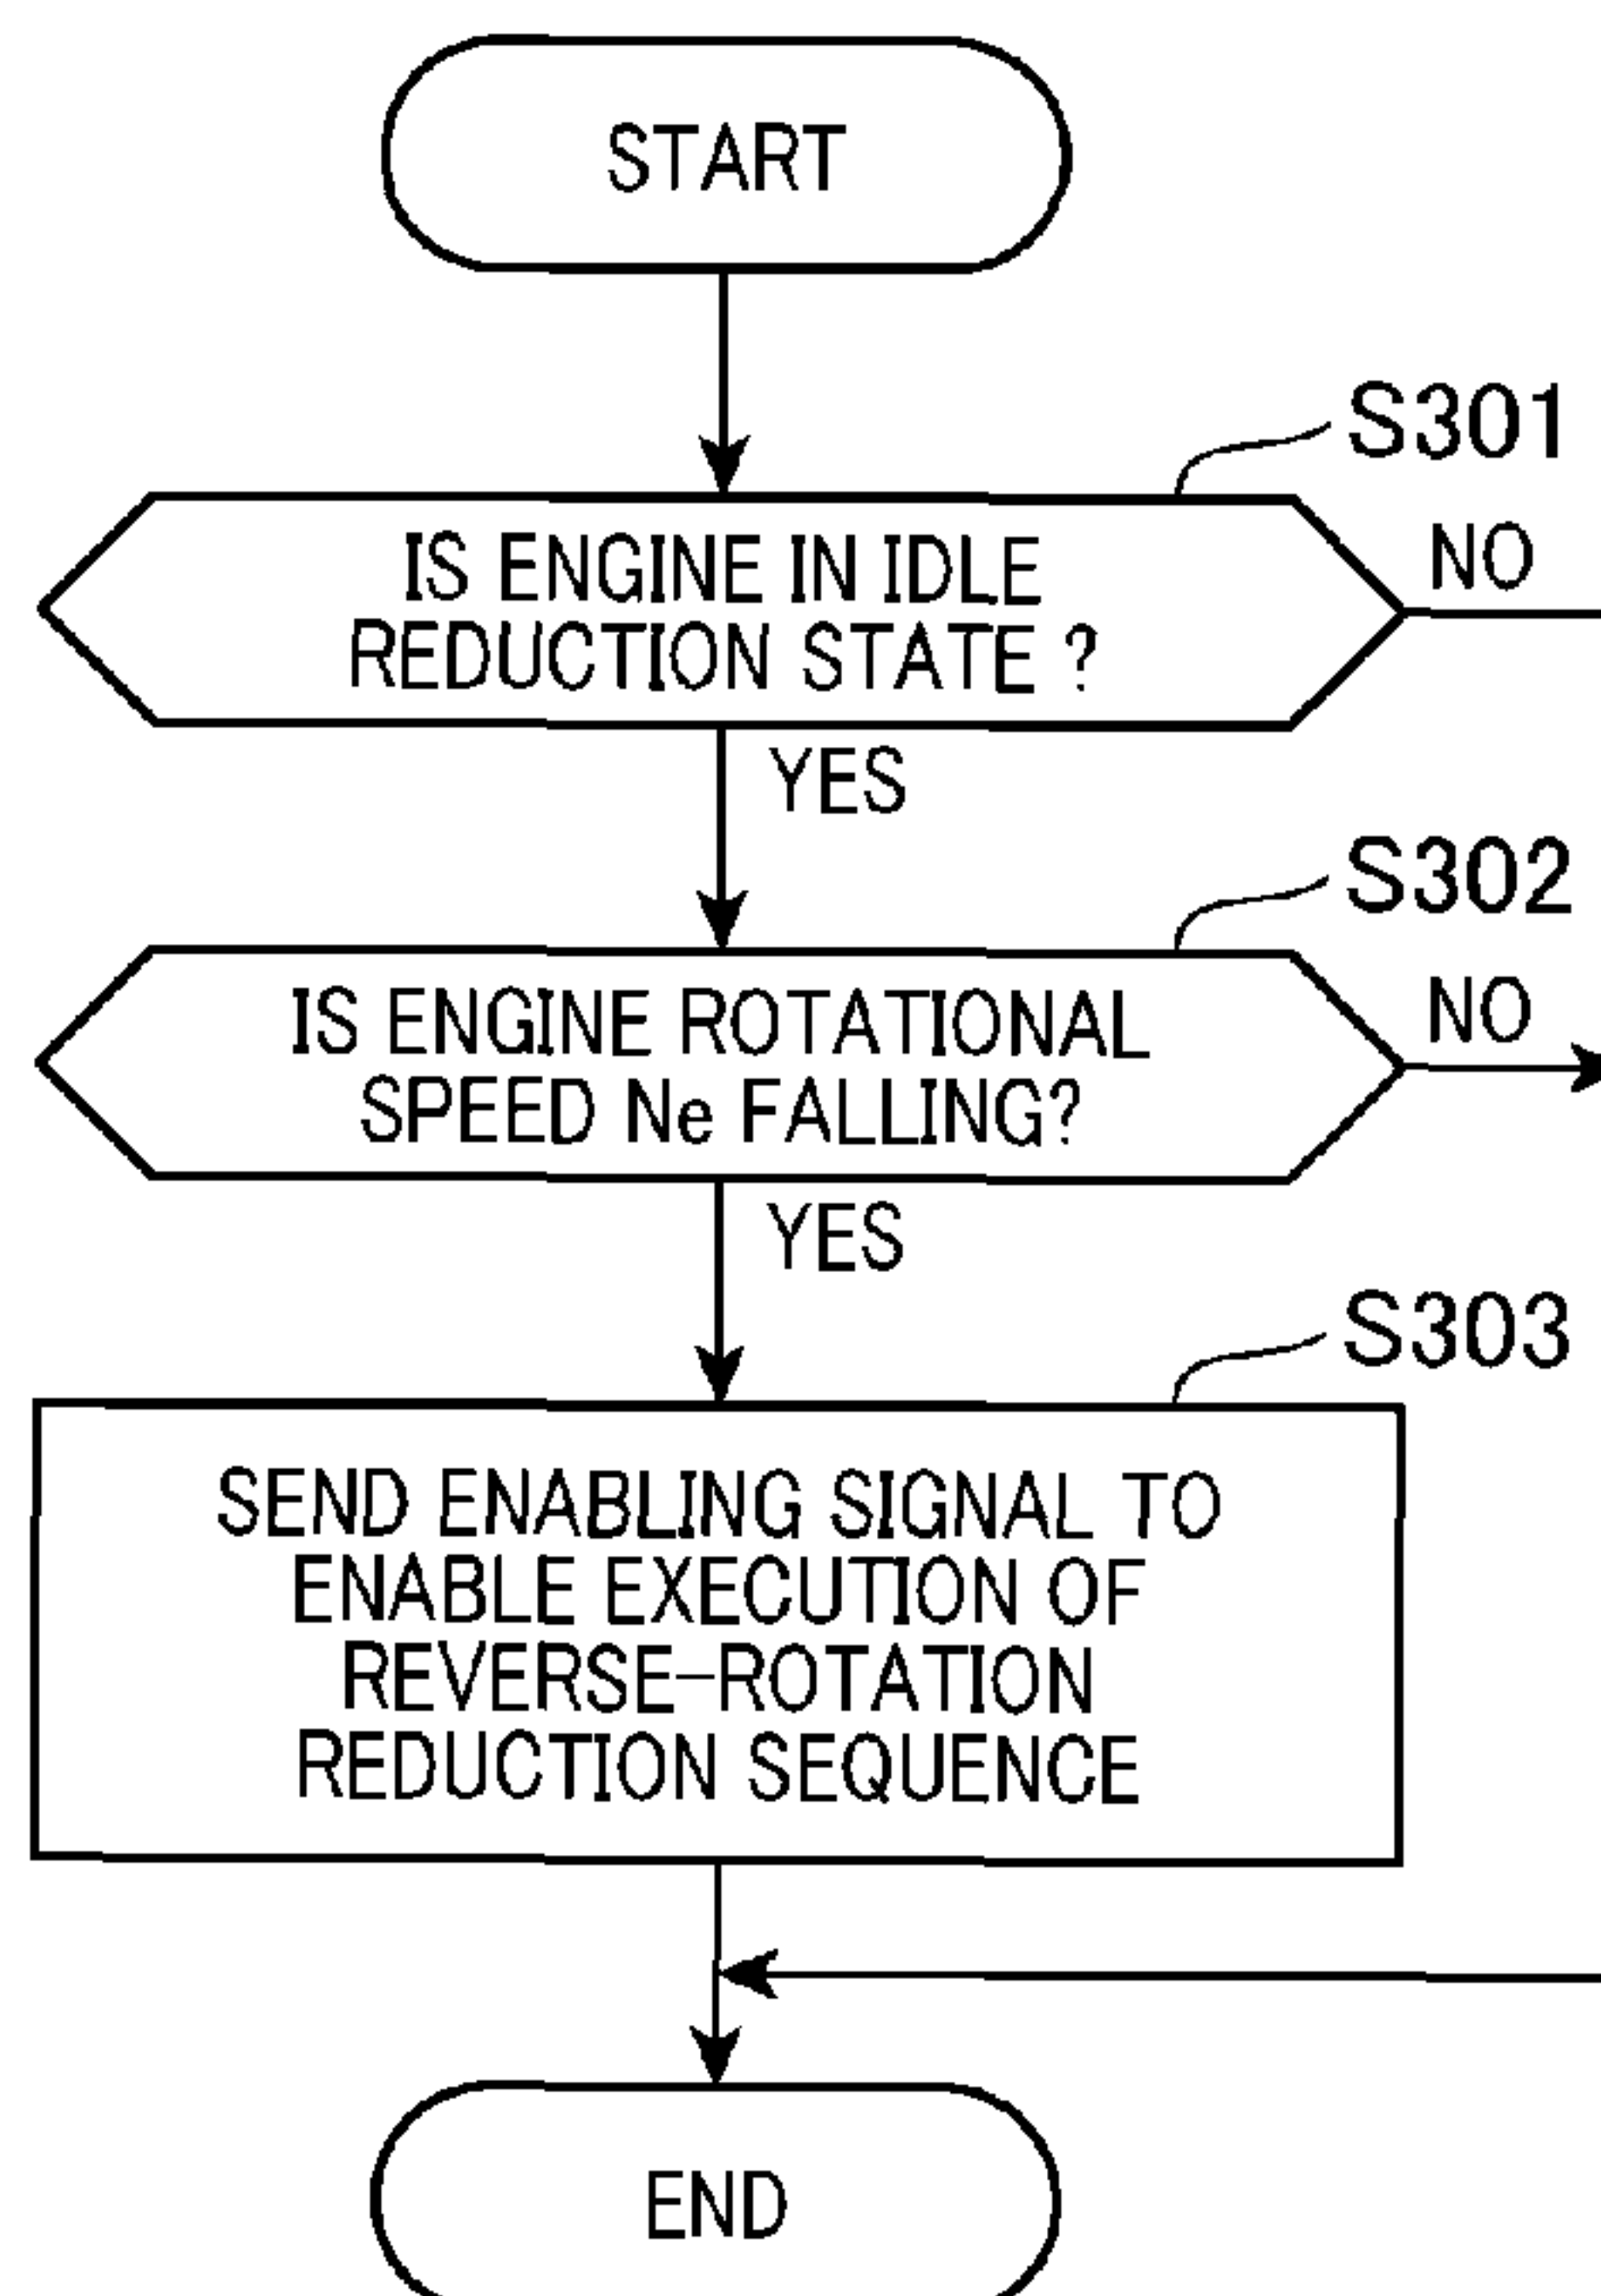 START
S301
IS ENGINE IN IDLE
REDUCTION STATE ?
NO
YES
S302
IS ENGINE ROTATIONAL
SPEED Ne FALLING?
NO
YES
S303
SEND ENABLING SIGNAL TO
ENABLE EXECUTION OF
REVERSE-ROTATION
REDUCTION SEQUENCE
END